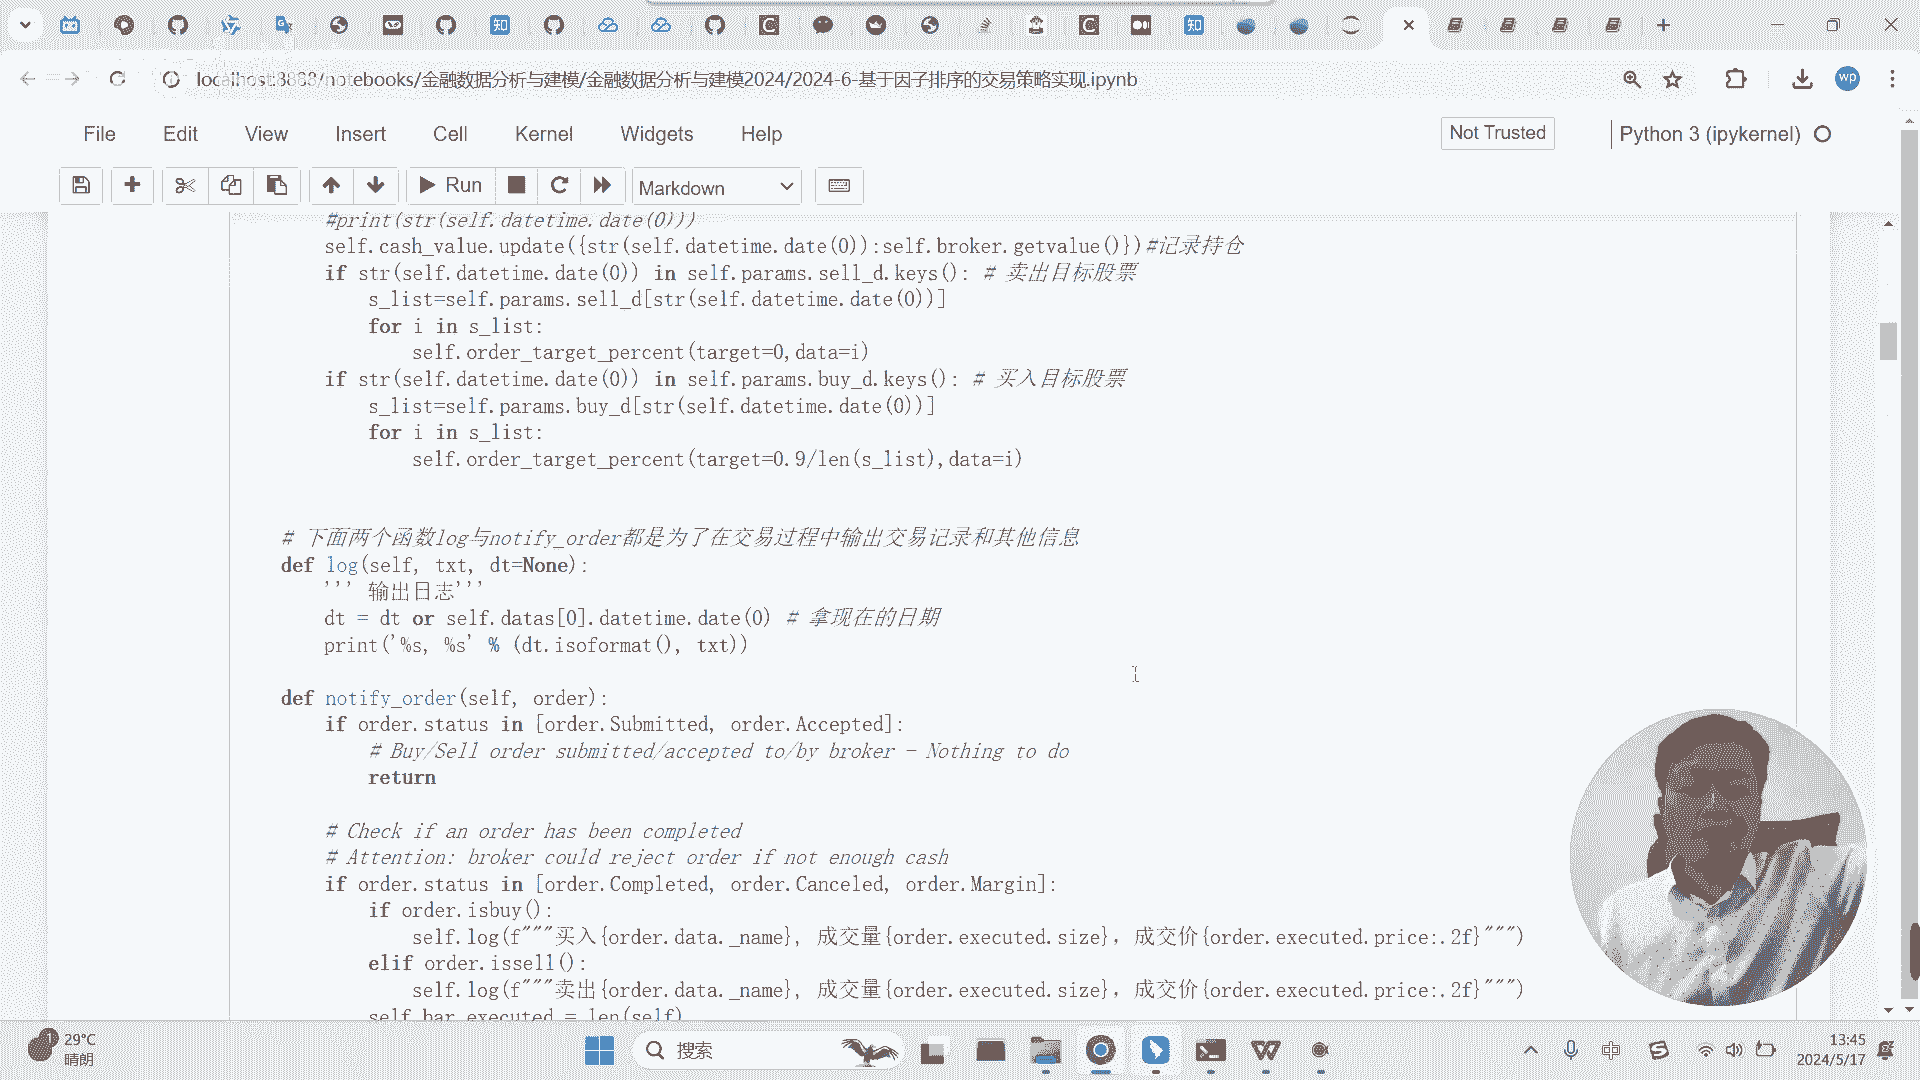 localhost:8888/notebooks/金融数据分析与建模/金融数据分析与建模2024/2024-6-基于因子排序的交易策略实现.ipynb
wp
File Edit View Insert Cell Kernel Widgets Help
Not Trusted
Python 3 (ipykernel)
Run
Markdown
#print(str(self.datetime.date(0)))
self.cash_value.update({str(self.datetime.date(0)):self.broker.getvalue()})#记录持仓
if str(self.datetime.date(0)) in self.params.sell_d.keys(): # 卖出目标股票
s_list=self.params.sell_d[str(self.datetime.date(0))]
for i in s_list:
self.order_target_percent(target=0,data=i)
if str(self.datetime.date(0)) in self.params.buy_d.keys(): # 买入目标股票
s_list=self.params.buy_d[str(self.datetime.date(0))]
for i in s_list:
self.order_target_percent(target=0.9/len(s_list),data=i)
# 下面两个函数log与notify_order都是为了在交易过程中输出交易记录和其他信息
def log(self, txt, dt=None):
''' 输出日志'''
dt = dt or self.datas[0].datetime.date(0) # 拿现在的日期
print('%s, %s' % (dt.isoformat(), txt))
def notify_order(self, order):
if order.status in [order.Submitted, order.Accepted]:
# Buy/Sell order submitted/accepted to/by broker - Nothing to do
return
# Check if an order has been completed
# Attention: broker could reject order if not enough cash
if order.status in [order.Completed, order.Canceled, order.Margin]:
if order.isbuy():
self.log(f"""买入{order.data._name}, 成交量{order.executed.size}，成交价{order.executed.price:.2f}""")
elif order.issell():
self.log(f"""卖出{order.data._name}, 成交量{order.executed.size}，成交价{order.executed.price:.2f}""")
self.bar_executed = len(self)
29°C
晴朗
搜索
中
13:45
2024/5/17